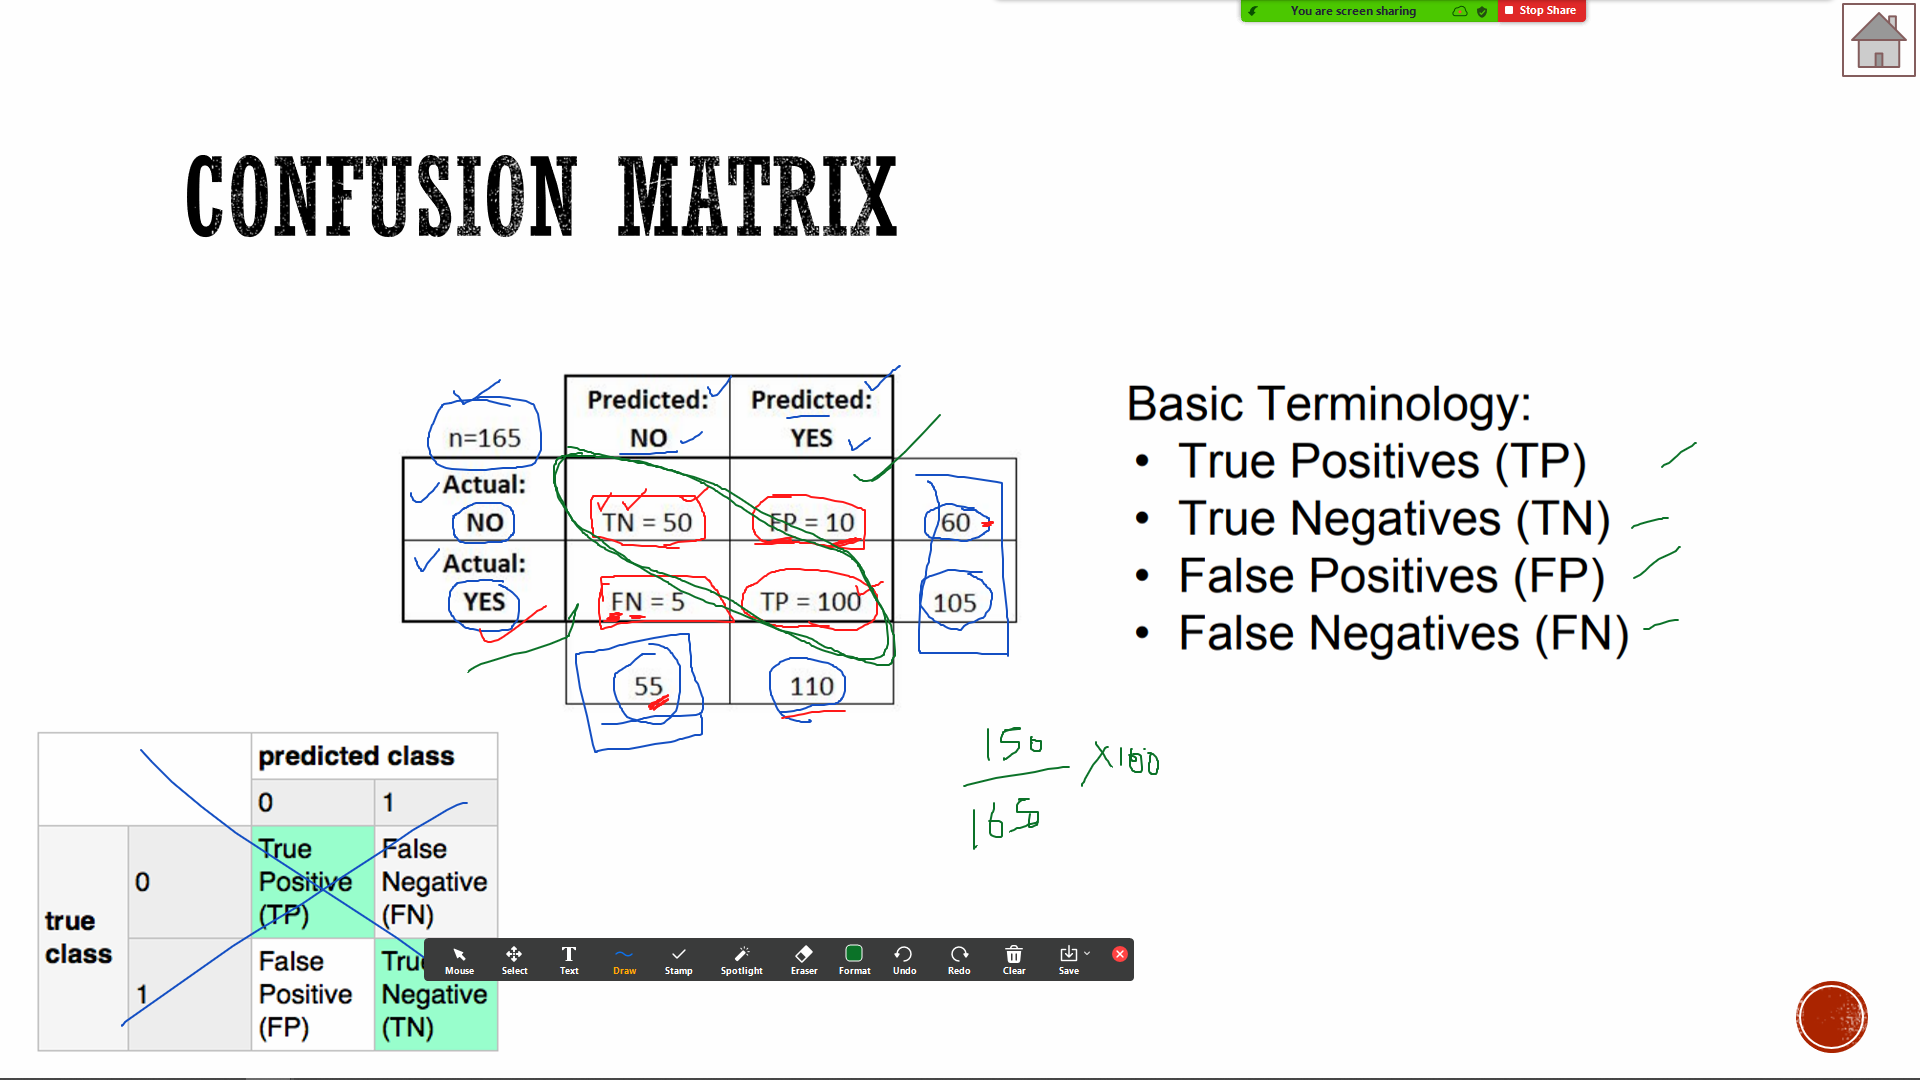 You are screen sharing
Stop Share
CONFUSION MATRIX
n=165
Predicted: NO
Predicted: YES
Actual: NO
TN = 50
FP = 10
60
Actual: YES
FN = 5
TP = 100
105
55
110
Basic Terminology:
• True Positives (TP)
• True Negatives (TN)
• False Positives (FP)
• False Negatives (FN)
150
165
X100
predicted class
0
1
true class
0
True Positive (TP)
False Negative (FN)
1
False Positive (FP)
True Negative (TN)
Mouse
Select
Text
Draw
Stamp
Spotlight
Eraser
Format
Undo
Redo
Clear
Save